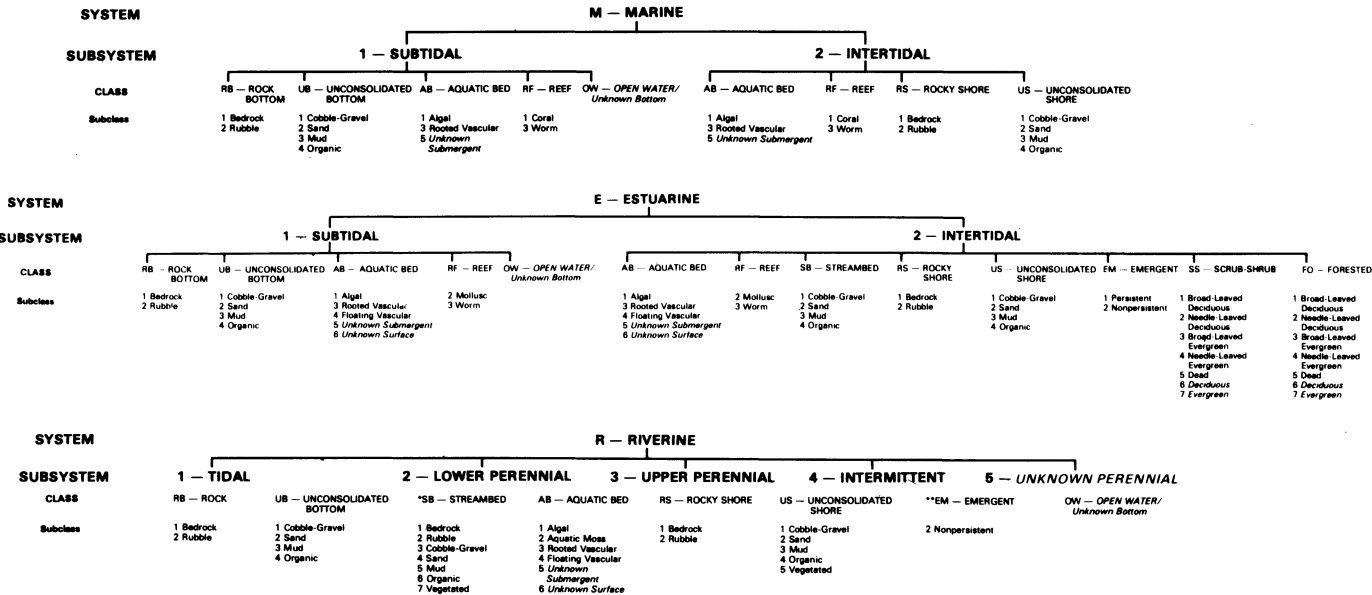 SYSTEM M — MARINE
SUBSYSTEM 1 — SUBTIDAL 2 — INTERTIDAL
CLASS RB — ROCK BOTTOM UB — UNCONSOLIDATED BOTTOM AB — AQUATIC BED RF — REEF OW — OPEN WATER/ Unknown Bottom AB — AQUATIC BED RF — REEF RS — ROCKY SHORE US — UNCONSOLIDATED SHORE
Subclass 1 Bedrock 1 Cobble-Gravel 1 Algal 1 Coral 1 Algal 1 Coral 1 Bedrock 1 Cobble-Gravel
2 Rubble 2 Sand 3 Rooted Vascular 3 Worm 3 Rooted Vascular 3 Worm 2 Rubble 2 Sand
3 Mud 5 Unknown 5 Unknown Submergent 3 Mud
4 Organic Submergent 4 Organic
SYSTEM E — ESTUARINE
SUBSYSTEM 1 — SUBTIDAL 2 — INTERTIDAL
CLASS RB — ROCK BOTTOM UB — UNCONSOLIDATED BOTTOM AB — AQUATIC BED RF — REEF OW — OPEN WATER/ Unknown Bottom AB — AQUATIC BED RF — REEF SB — STREAMBED RS — ROCKY SHORE US — UNCONSOLIDATED SHORE EM — EMERGENT SS — SCRUB-SHRUB FO — FORESTED
Subclass 1 Bedrock 1 Cobble-Gravel 1 Algal 2 Mollusc 1 Algal 2 Mollusc 1 Cobble-Gravel 1 Bedrock 1 Cobble-Gravel 1 Persistent 1 Broad-Leaved 1 Broad-Leaved
2 Rubble 2 Sand 3 Rooted Vascular 3 Worm 3 Rooted Vascular 3 Worm 2 Sand 2 Rubble 2 Sand 2 Nonpersistent Deciduous Deciduous
3 Mud 4 Floating Vascular 4 Floating Vascular 3 Mud 3 Mud 2 Needle-Leaved 2 Needle-Leaved
4 Organic 5 Unknown Submergent 5 Unknown Submergent 4 Organic 4 Organic Deciduous Deciduous
6 Unknown Surface 6 Unknown Surface 3 Broad-Leaved 3 Broad-Leaved
Evergreen Evergreen
4 Needle-Leaved 4 Needle-Leaved
Evergreen Evergreen
5 Dead 5 Dead
6 Deciduous 6 Deciduous
7 Evergreen 7 Evergreen
SYSTEM R — RIVERINE
SUBSYSTEM 1 — TIDAL 2 — LOWER PERENNIAL 3 — UPPER PERENNIAL 4 — INTERMITTENT 5 — UNKNOWN PERENNIAL
CLASS RB — ROCK UB — UNCONSOLIDATED BOTTOM *SB — STREAMBED AB — AQUATIC BED RS — ROCKY SHORE US — UNCONSOLIDATED SHORE **EM — EMERGENT OW — OPEN WATER/ Unknown Bottom
Subclass 1 Bedrock 1 Cobble-Gravel 1 Bedrock 1 Algal 1 Bedrock 1 Cobble-Gravel 2 Nonpersistent
2 Rubble 2 Sand 2 Rubble 2 Aquatic Moss 2 Rubble 2 Sand
3 Mud 3 Cobble-Gravel 3 Rooted Vascular 3 Mud
4 Organic 4 Sand 4 Floating Vascular 4 Organic
5 Mud 5 Unknown 5 Vegetated
6 Organic Submergent
7 Vegetated 6 Unknown Surface